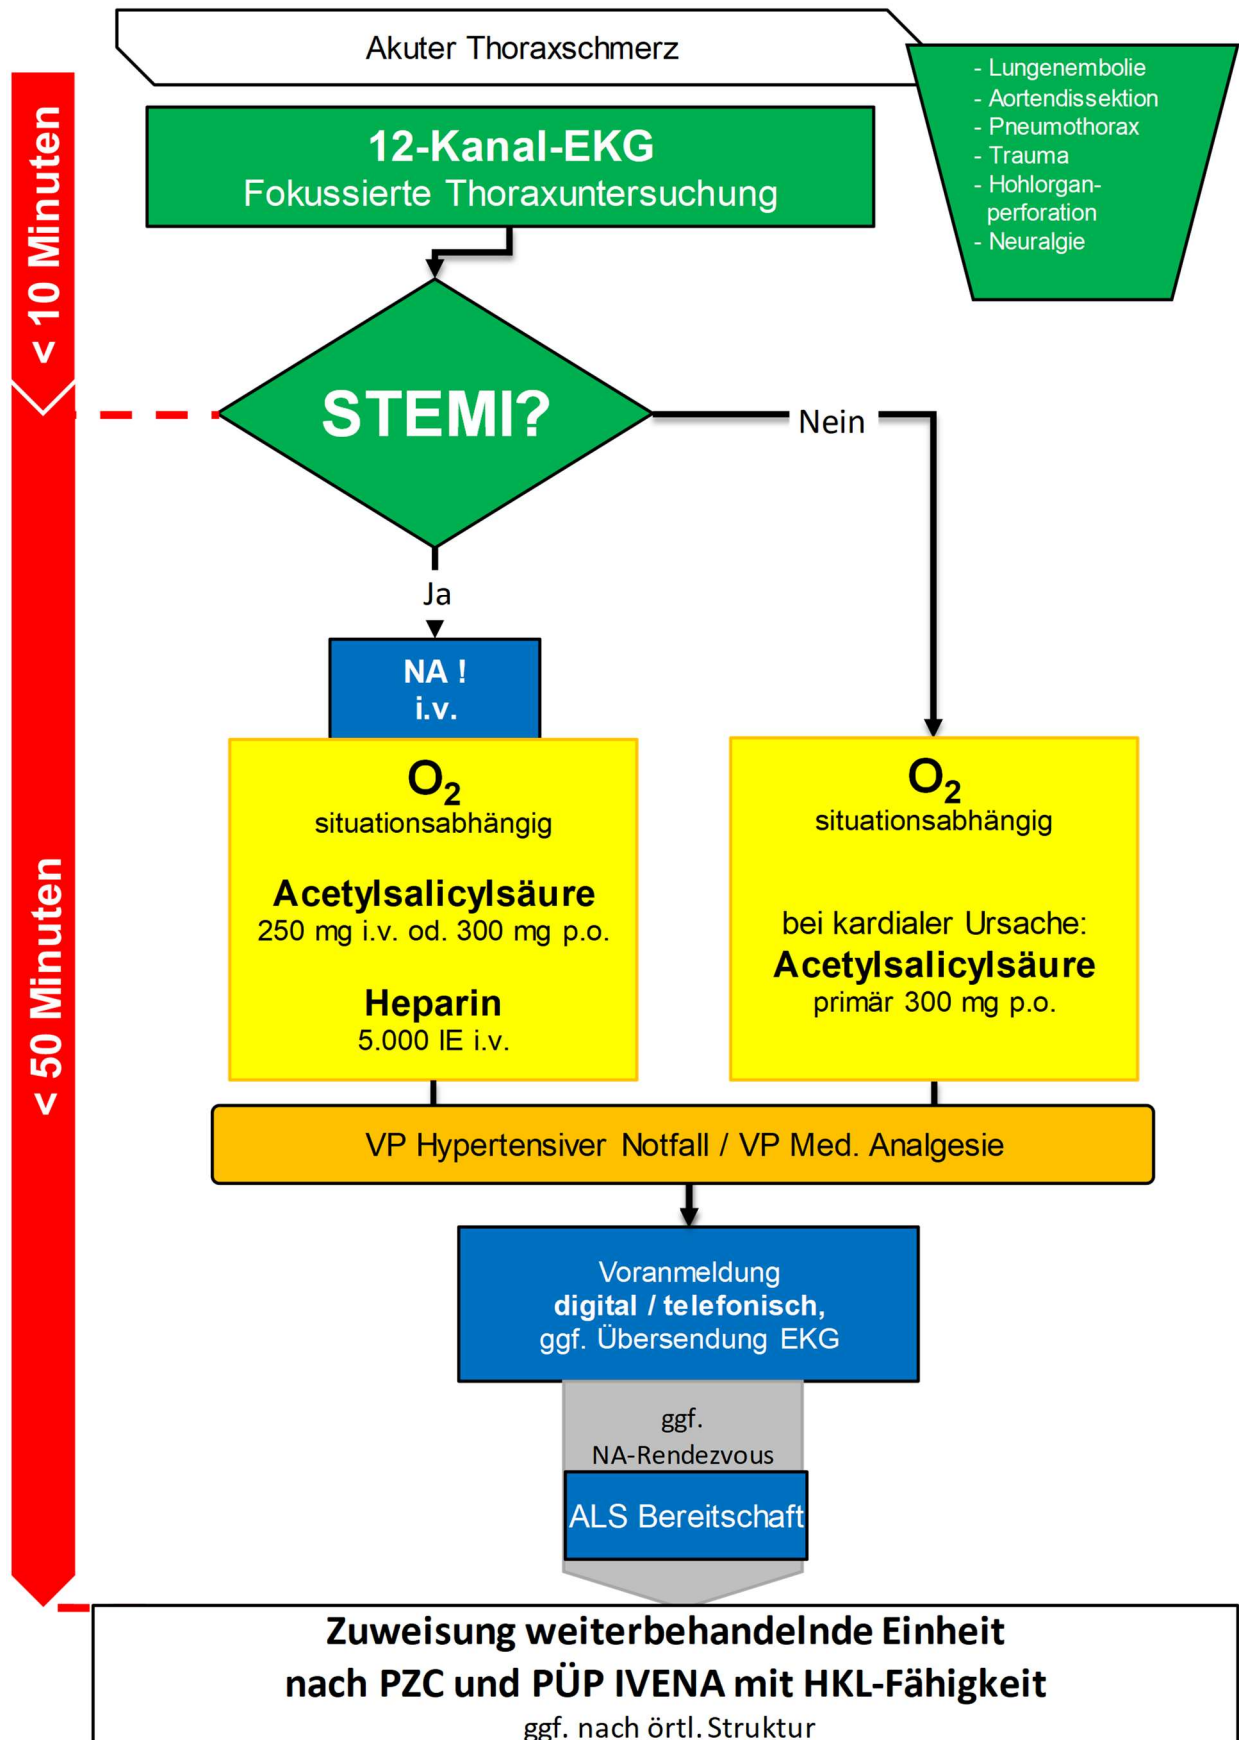 Akuter Thoraxschmerz
- Lungenembolie
- Aortendissektion
- Pneumothorax
- Trauma
- Hohlorgan-
perforation
- Neuralgie
12-Kanal-EKG
Fokussierte Thoraxuntersuchung
< 10 Minuten
STEMI?
Nein
Ja
NA !
i.v.
O₂
situationsabhängig
Acetylsalicylsäure
250 mg i.v. od. 300 mg p.o.
Heparin
5.000 IE i.v.
O₂
situationsabhängig
bei kardialer Ursache:
Acetylsalicylsäure
primär 300 mg p.o.
< 50 Minuten
VP Hypertensiver Notfall / VP Med. Analgesie
Voranmeldung
digital / telefonisch,
ggf. Übersendung EKG
ggf.
NA-Rendezvous
ALS Bereitschaft
Zuweisung weiterbehandelnde Einheit
nach PZC und PÜP IVENA mit HKL-Fähigkeit
ggf. nach örtl. Struktur